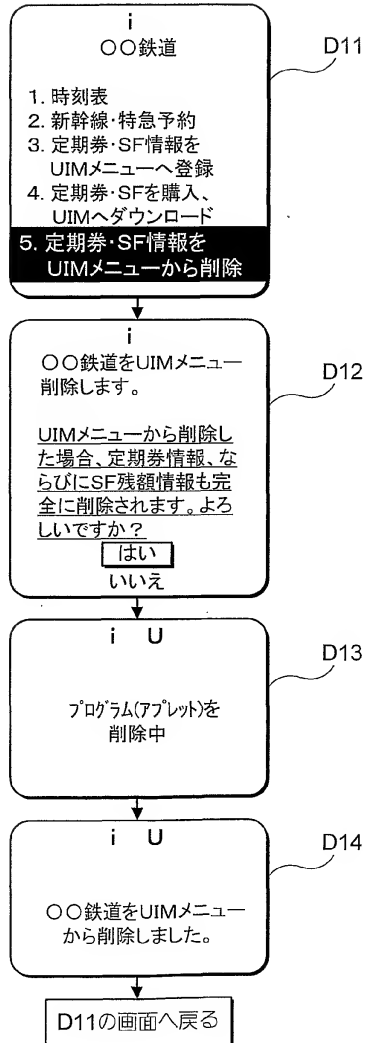 i
〇〇鉄道
D11
1. 時刻表
2. 新幹線・特急予約
3. 定期券・SF情報を
UIMメニューへ登録
4. 定期券・SFを購入、
UIMへダウンロード
5. 定期券・SF情報を
UIMメニューから削除
i
D12
〇〇鉄道をUIMメニュー
削除します。
UIMメニューから削除し
た場合、定期券情報、な
らびにSF残額情報も完
全に削除されます。よろ
しいですか？
はい
いいえ
i U
D13
プログラム(アプレット)を
削除中
i U
D14
〇〇鉄道をUIMメニュー
から削除しました。
D11の画面へ戻る